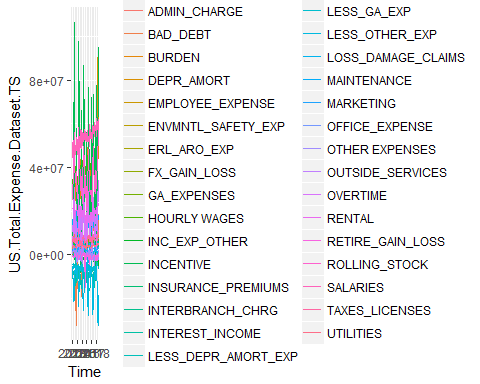 ADMIN_CHARGE
BAD_DEBT
BURDEN
DEPR_AMORT
EMPLOYEE_EXPENSE
ENVMNTL_SAFETY_EXP
ERL_ARO_EXP
FX_GAIN_LOSS
GA_EXPENSES
HOURLY WAGES
INC_EXP_OTHER
INCENTIVE
INSURANCE_PREMIUMS
INTERBRANCH_CHRG
INTEREST_INCOME
LESS_DEPR_AMORT_EXP
LESS_GA_EXP
LESS_OTHER_EXP
LOSS_DAMAGE_CLAIMS
MAINTENANCE
MARKETING
OFFICE_EXPENSE
OTHER EXPENSES
OUTSIDE_SERVICES
OVERTIME
RENTAL
RETIRE_GAIN_LOSS
ROLLING_STOCK
SALARIES
TAXES_LICENSES
UTILITIES
US.Total.Expense.Dataset.TS
8e+07
4e+07
0e+00
Time